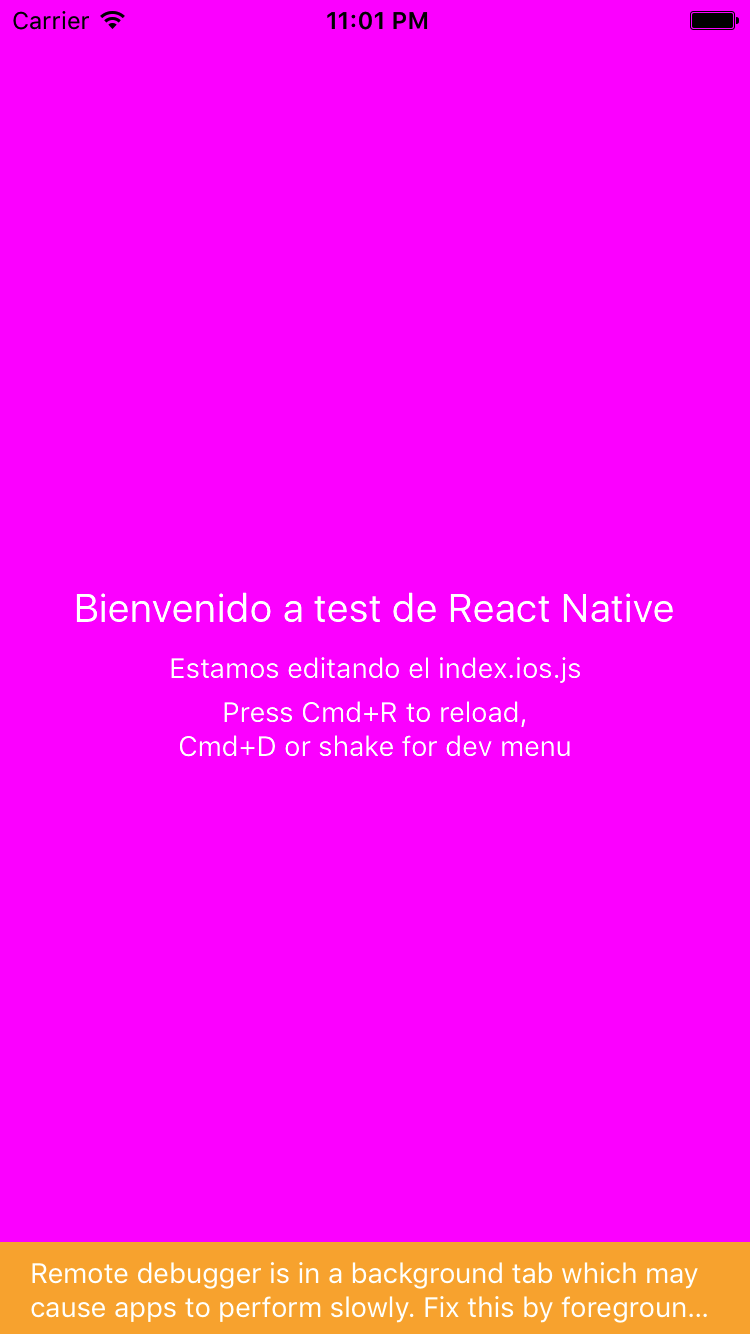 Carrier
11:01 PM
Bienvenido a test de React Native
Estamos editando el index.ios.js
Press Cmd+R to reload,
Cmd+D or shake for dev menu
Remote debugger is in a background tab which may
cause apps to perform slowly. Fix this by foregroun...